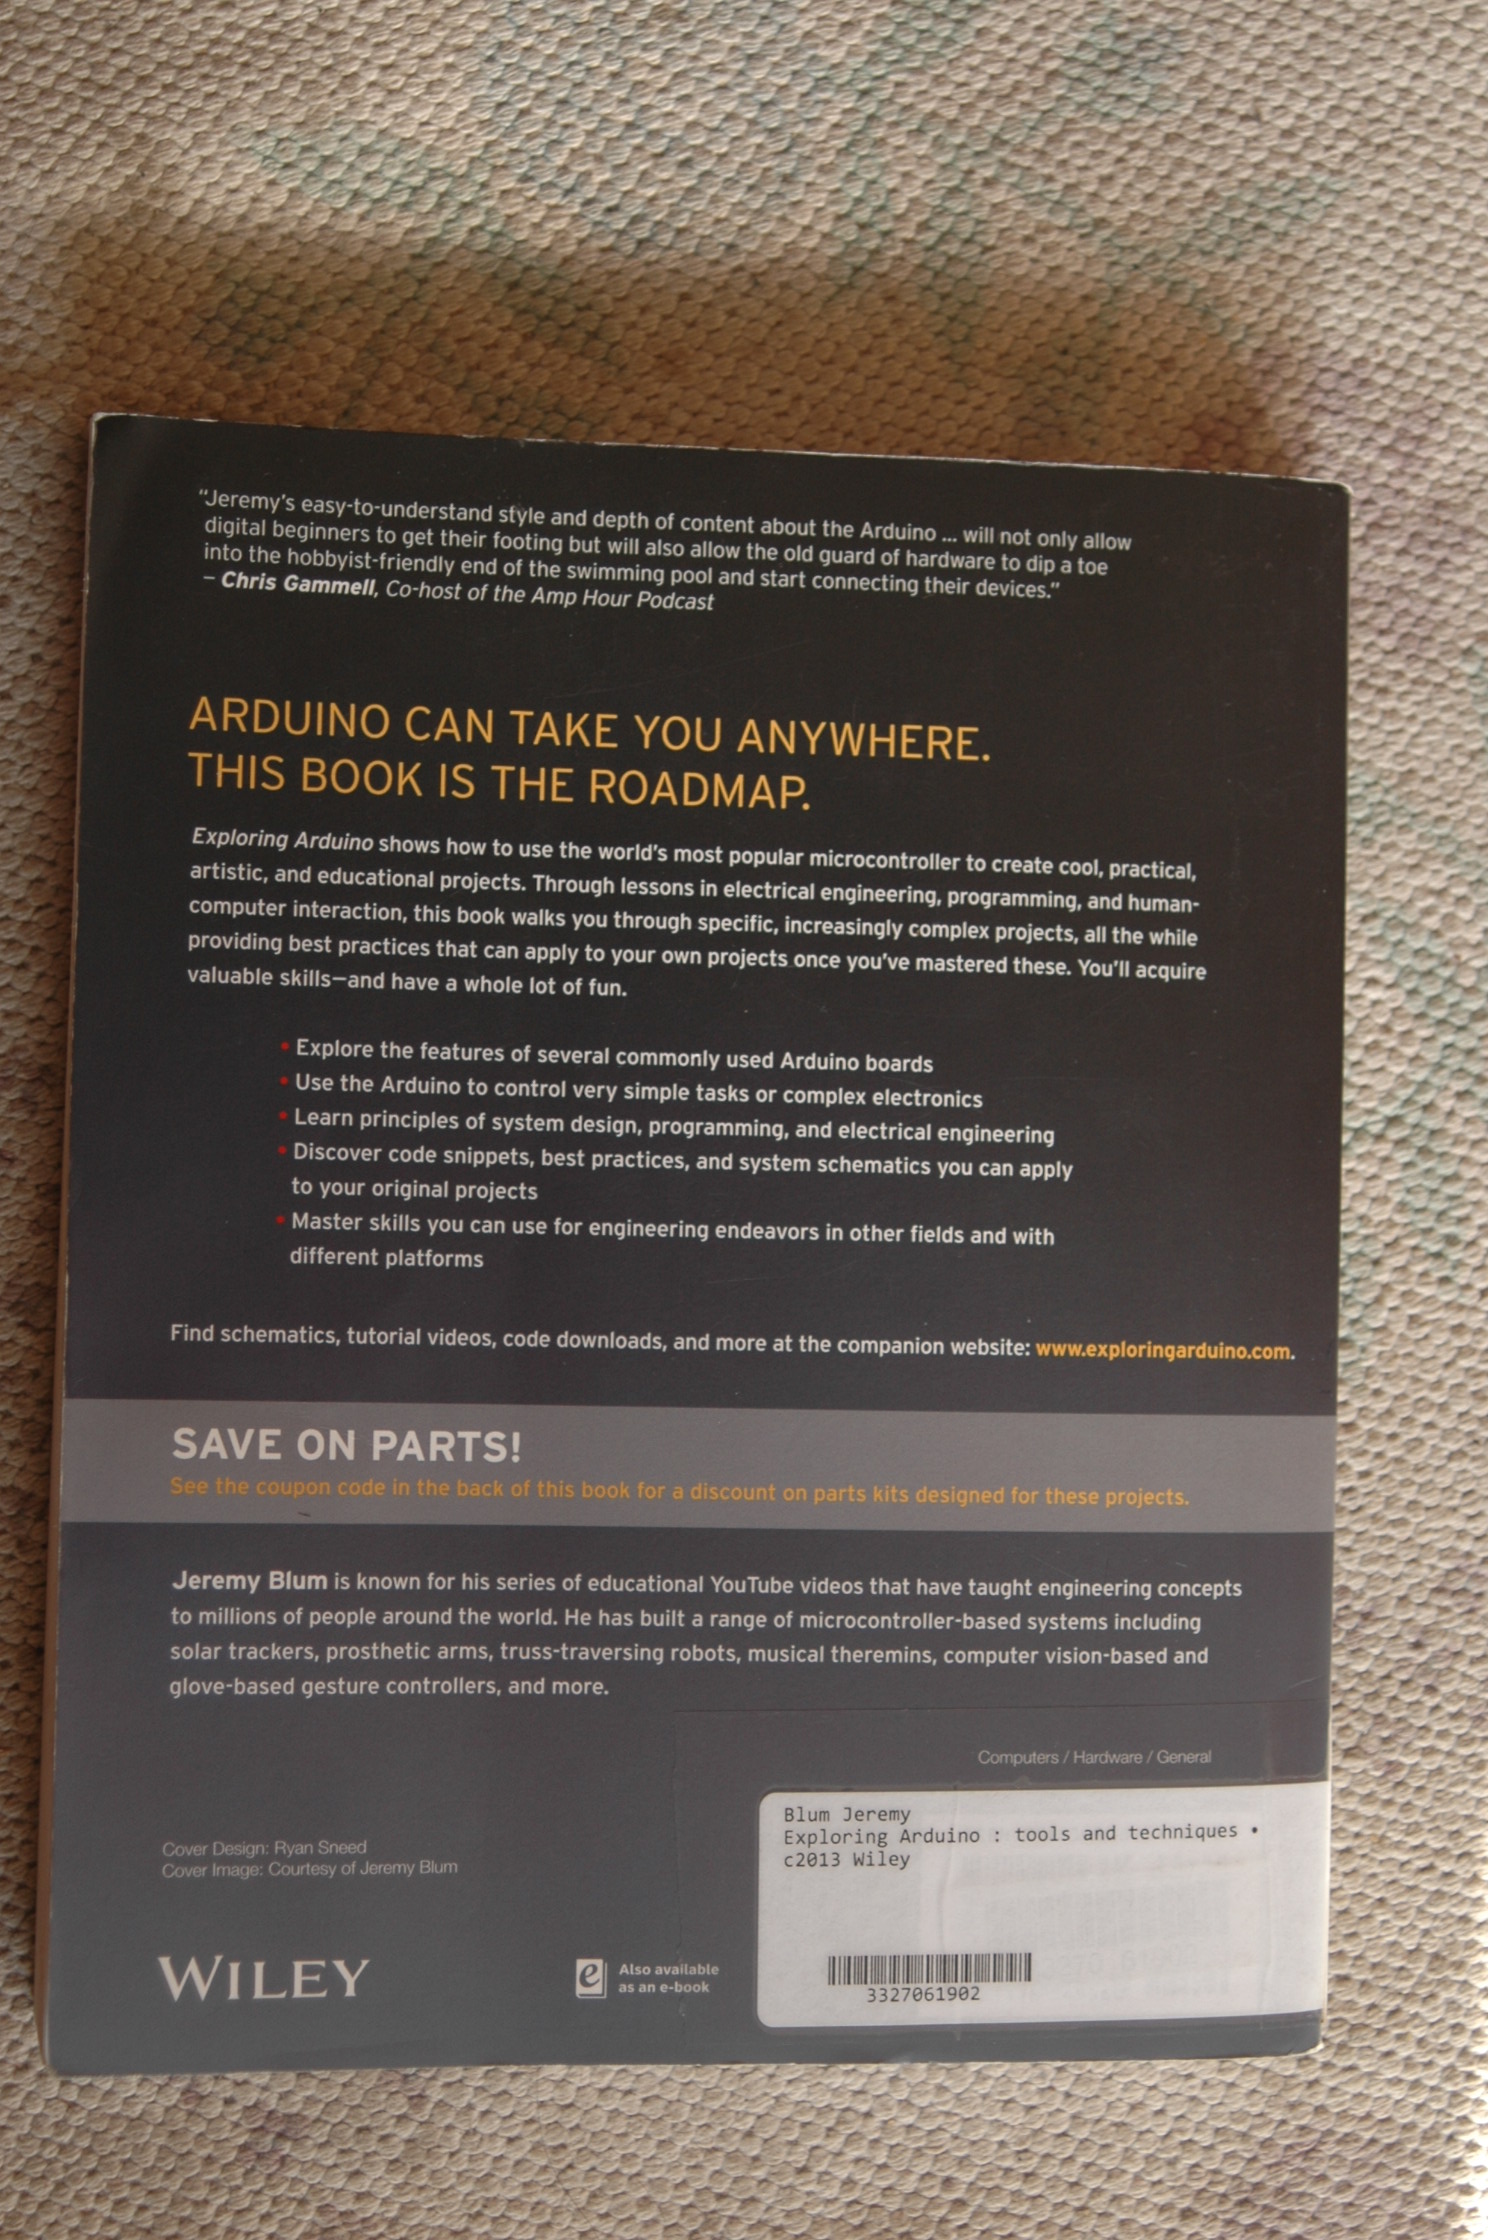 “Jeremy’s easy-to-understand style and depth of content about the Arduino ... will not only allow
digital beginners to get their footing but will also allow the old guard of hardware to dip a toe
into the hobbyist-friendly end of the swimming pool and start connecting their devices.”
– Chris Gammell, Co-host of the Amp Hour Podcast
ARDUINO CAN TAKE YOU ANYWHERE.
THIS BOOK IS THE ROADMAP.
Exploring Arduino shows how to use the world’s most popular microcontroller to create cool, practical,
artistic, and educational projects. Through lessons in electrical engineering, programming, and human-
computer interaction, this book walks you through specific, increasingly complex projects, all the while
providing best practices that can apply to your own projects once you’ve mastered these. You’ll acquire
valuable skills—and have a whole lot of fun.
• Explore the features of several commonly used Arduino boards
• Use the Arduino to control very simple tasks or complex electronics
• Learn principles of system design, programming, and electrical engineering
• Discover code snippets, best practices, and system schematics you can apply
to your original projects
• Master skills you can use for engineering endeavors in other fields and with
different platforms
Find schematics, tutorial videos, code downloads, and more at the companion website: www.exploringarduino.com.
SAVE ON PARTS!
See the coupon code in the back of this book for a discount on parts kits designed for these projects.
Jeremy Blum is known for his series of educational YouTube videos that have taught engineering concepts
to millions of people around the world. He has built a range of microcontroller-based systems including
solar trackers, prosthetic arms, truss-traversing robots, musical theremins, computer vision-based and
glove-based gesture controllers, and more.
Computers / Hardware / General
Blum Jeremy
Exploring Arduino : tools and techniques •
c2013 Wiley
3327061902
Cover Design: Ryan Sneed
Cover Image: Courtesy of Jeremy Blum
WILEY
e Also available
as an e-book